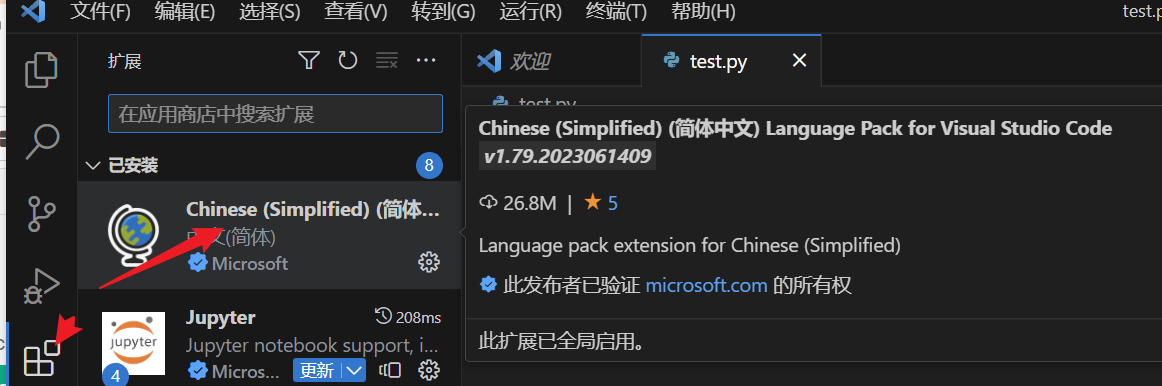 文件(F) 编辑(E) 选择(S) 查看(V) 转到(G) 运行(R) 终端(T) 帮助(H) test.p
扩展
欢迎
test.py
在应用商店中搜索扩展
test.py
已安装
8
Chinese (Simplified) (简体...
中文(简体)
Microsoft
Jupyter
208ms
jupyter
Jupyter notebook support, i...
Micros...
更新
4
Chinese (Simplified) (简体中文) Language Pack for Visual Studio Code
v1.79.2023061409
26.8M | 5
Language pack extension for Chinese (Simplified)
此发布者已验证 microsoft.com 的所有权
此扩展已全局启用。